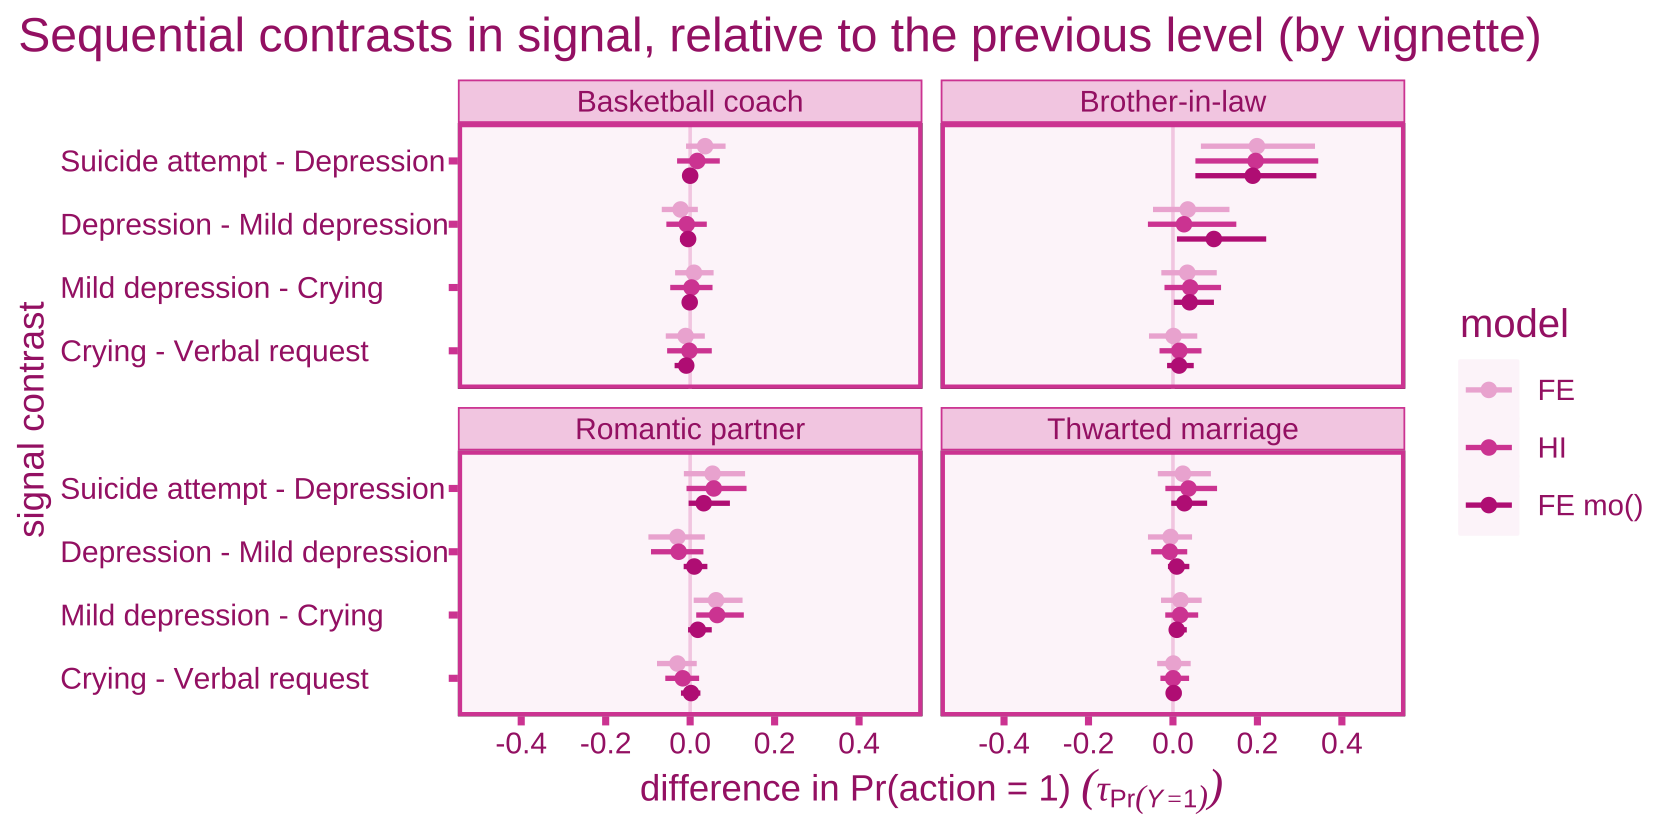 Sequential contrasts in signal, relative to the previous level (by vignette)
Basketball coach
Brother-in-law
Suicide attempt - Depression
Depression - Mild depression
Mild depression - Crying
Crying - Verbal request
Romantic partner
Thwarted marriage
Suicide attempt - Depression
Depression - Mild depression
Mild depression - Crying
Crying - Verbal request
-0.4 -0.2 0.0 0.2 0.4
-0.4 -0.2 0.0 0.2 0.4
difference in Pr(action = 1) (τPr(Y=1))
signal contrast
model
FE
HI
FE mo()